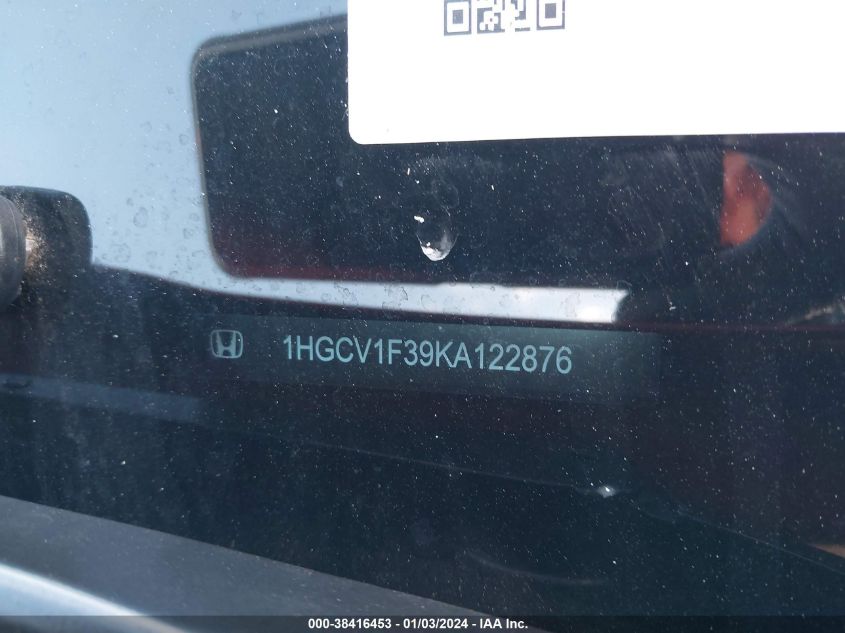 1HGCV1F39KA122876
000-38416453 - 01/03/2024 - IAA Inc.